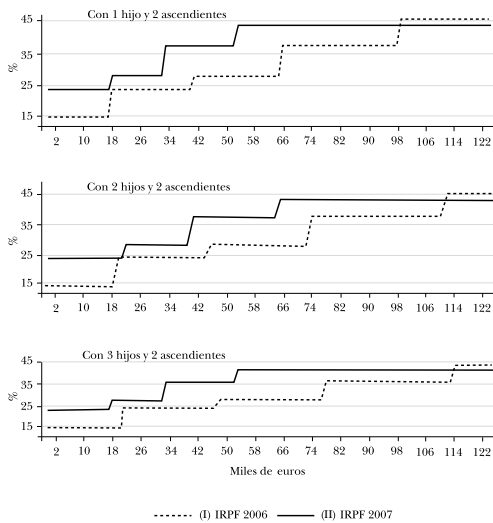 Con 1 hijo y 2 ascendientes
45
35
25
15
%
2 10 18 26 34 42 50 58 66 74 82 90 98 106 114 122
Con 2 hijos y 2 ascendientes
45
35
25
15
%
2 10 18 26 34 42 50 58 66 74 82 90 98 106 114 122
Con 3 hijos y 2 ascendientes
45
35
25
15
%
2 10 18 26 34 42 50 58 66 74 82 90 98 106 114 122
Miles de euros
(I) IRPF 2006 (II) IRPF 2007